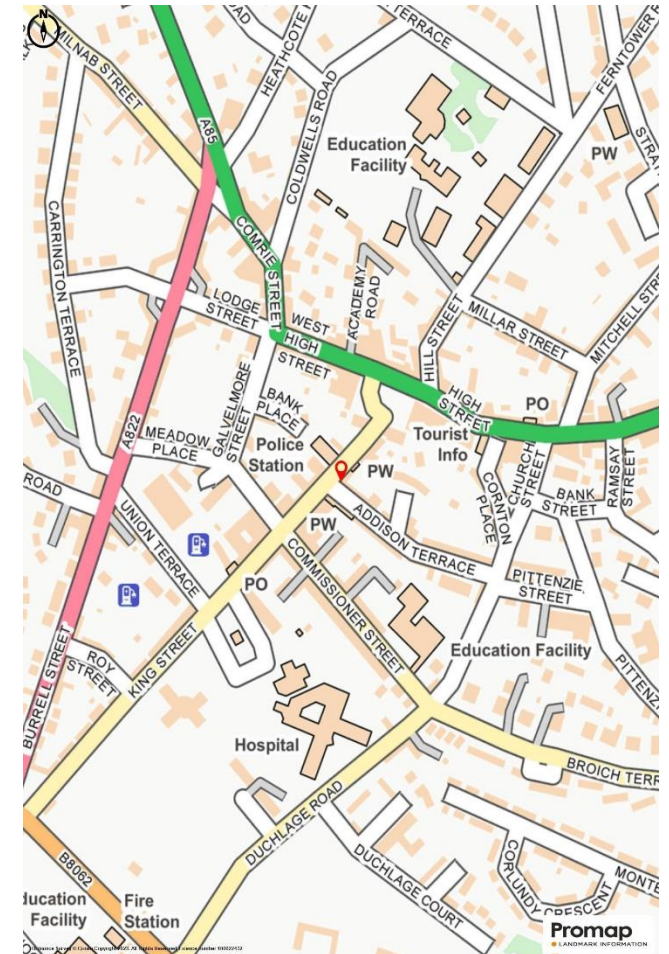 N
MILNAB STREET
HEATHCOTE
TERRACE
FERNTOWER
A85
COLDWELLS ROAD
Education
Facility
PW
CARRINGTON TERRACE
COMRIE STREET
ACADEMY
ROAD
LODGE
STREET
WEST
HIGH
STREET
HILL STREET
MILLAR STREET
MITCHELL
A822
MEADOW
PLACE
GALVELMORE
STREET
BANK
PLACE
Police
Station
PW
HIGH
STREET
Tourist
Info
PO
CHURCH
STREET
CORNTON
PLACE
BANK
STREET
RAMSAY
STREET
ROAD
UNION TERRACE
PW
ADDISON TERRACE
PITTENZIE
STREET
COMMISSIONER STREET
PO
Education Facility
ROY
STREET
KING STREET
BURRELL STREET
Hospital
BROICH
DUCHLAGE ROAD
DUCHLAGE COURT
CORYLUNDY CRESCENT
B8062
Facility
Fire
Station
Promap
LANDMARK INFORMATION